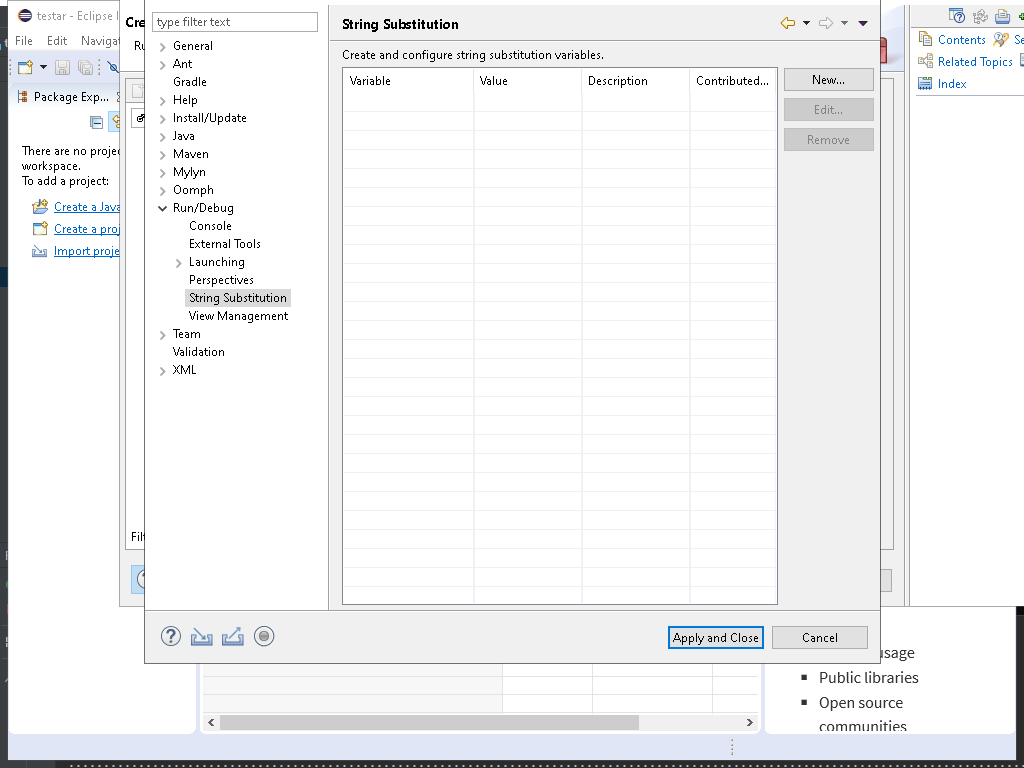 testar - Eclipse I
File Edit Navigat
Package Exp...
There are no projec
workspace.
To add a project:
Create a Java
Create a proj
Import proje
Cre
Ru
Filt
type filter text
General
Ant
Gradle
Help
Install/Update
Java
Maven
Mylyn
Oomph
Run/Debug
Console
External Tools
Launching
Perspectives
String Substitution
View Management
Team
Validation
XML
String Substitution
Create and configure string substitution variables.
Variable Value Description Contributed...
New...
Edit...
Remove
Apply and Close Cancel
Contents Se
Related Topics
Index
usage
Public libraries
Open source
communities